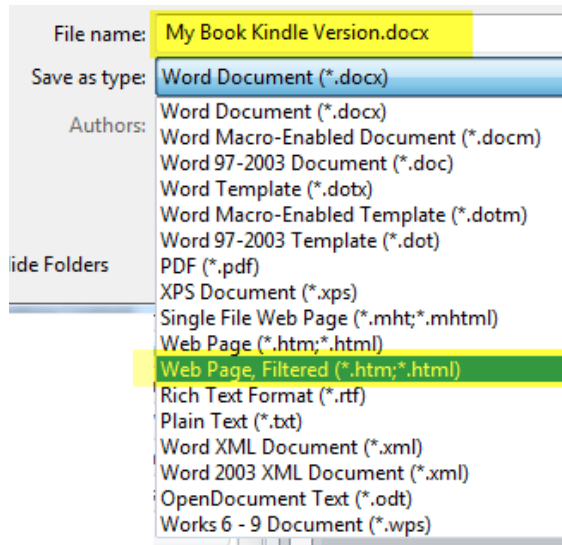 File name: My Book Kindle Version.docx
Save as type: Word Document (*.docx)
Authors:
Word Document (*.docx)
Word Macro-Enabled Document (*.docm)
Word 97-2003 Document (*.doc)
Word Template (*.dotx)
Word Macro-Enabled Template (*.dotm)
Word 97-2003 Template (*.dot)
ide Folders
PDF (*.pdf)
XPS Document (*.xps)
Single File Web Page (*.mht;*.mhtml)
Web Page (*.htm;*.html)
Web Page, Filtered (*.htm;*.html)
Rich Text Format (*.rtf)
Plain Text (*.txt)
Word XML Document (*.xml)
Word 2003 XML Document (*.xml)
OpenDocument Text (*.odt)
Works 6 - 9 Document (*.wps)